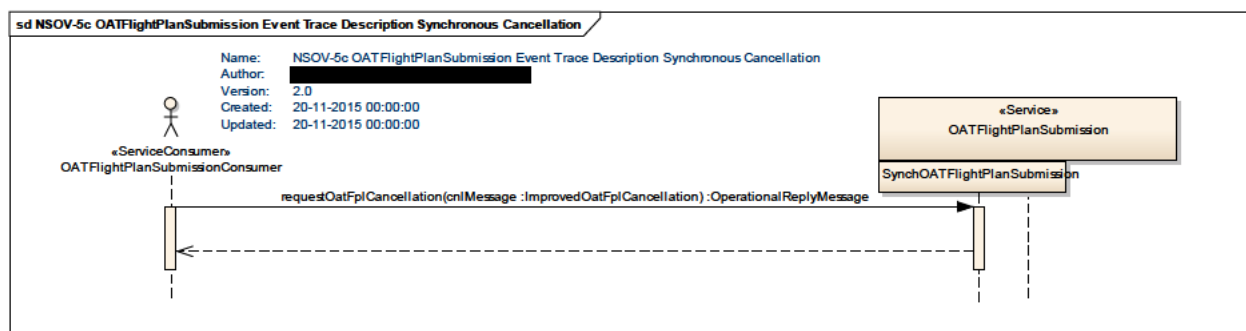 sd NSOV-5c OATFlightPlanSubmission Event Trace Description Synchronous Cancellation
Name: NSOV-5c OATFlightPlanSubmission Event Trace Description Synchronous Cancellation
Author:
Version: 2.0
Created: 20-11-2015 00:00:00
Updated: 20-11-2015 00:00:00
«ServiceConsumer»
OATFlightPlanSubmissionConsumer
«Service»
OATFlightPlanSubmission
SynchOATFlightPlanSubmission
requestOatFplCancellation(cnlMessage :ImprovedOatFplCancellation) :OperationalReplyMessage